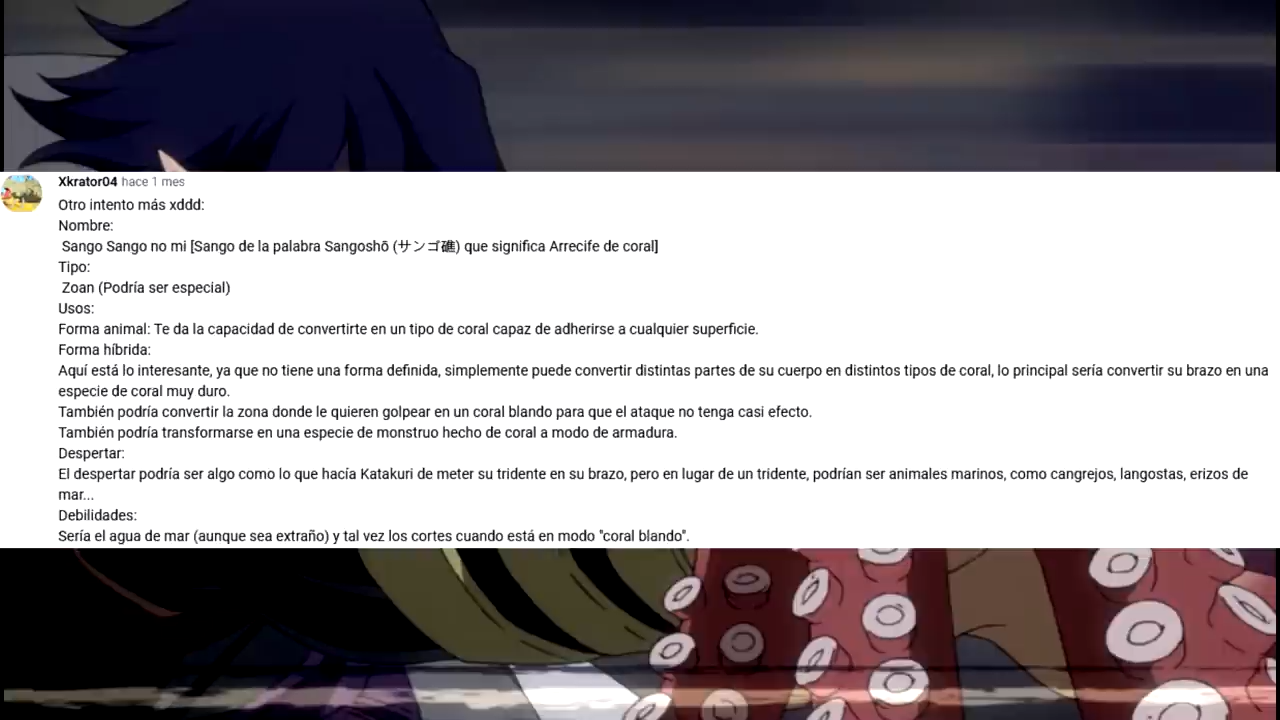 Xkrator04 hace 1 mes
Otro intento más xddd:
Nombre:
Sango Sango no mi [Sango de la palabra Sangoshō (サンゴ礁) que significa Arrecife de coral]
Tipo:
Zoan (Podría ser especial)
Usos:
Forma animal: Te da la capacidad de convertirte en un tipo de coral capaz de adherirse a cualquier superficie.
Forma híbrida:
Aquí está lo interesante, ya que no tiene una forma definida, simplemente puede convertir distintas partes de su cuerpo en distintos tipos de coral, lo principal sería convertir su brazo en una
especie de coral muy duro.
También podría convertir la zona donde le quieren golpear en un coral blando para que el ataque no tenga casi efecto.
También podría transformarse en una especie de monstruo hecho de coral a modo de armadura.
Despertar:
El despertar podría ser algo como lo que hacía Katakuri de meter su tridente en su brazo, pero en lugar de un tridente, podrían ser animales marinos, como cangrejos, langostas, erizos de
mar...
Debilidades:
Sería el agua de mar (aunque sea extraño) y tal vez los cortes cuando está en modo "coral blando".